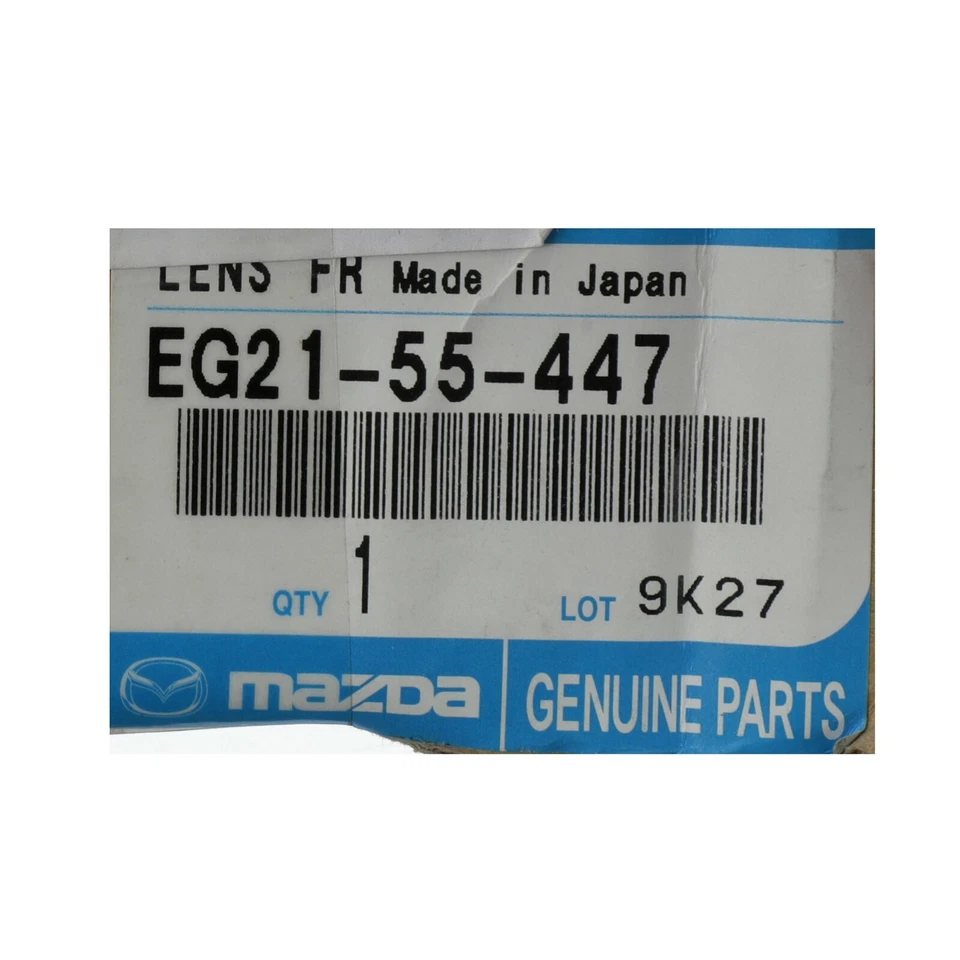 LENS FR Made in Japan
EG21-55-447
QTY 1 LOT 9K27
mazda GENUINE PARTS